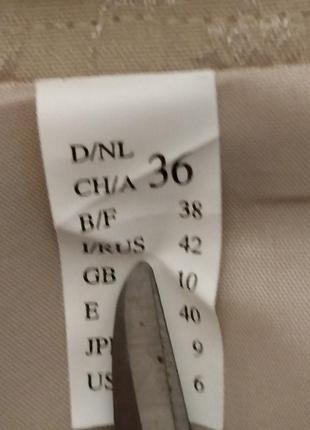 D/NL
CH/A 36
B/F 38
I/RUS 42
GB 10
E 40
JP 9
US 6